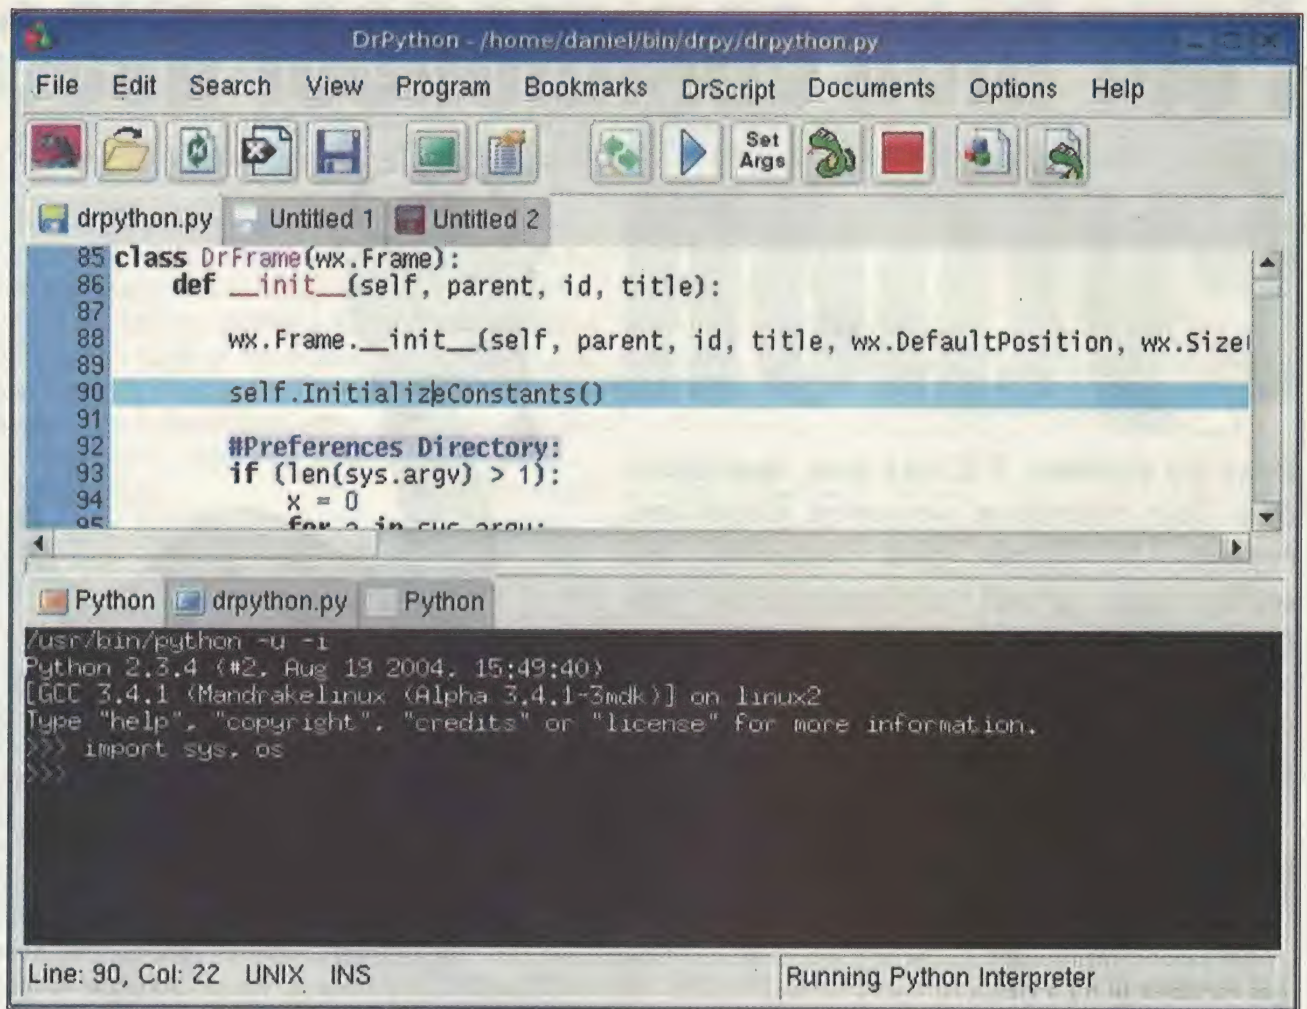 DrPython - /home/daniel/bin/drpy/drpython.py
File Edit Search View Program Bookmarks DrScript Documents Options Help
Set Args
drpython.py Untitled 1 Untitled 2
85 class DrFrame(wx.Frame):
86 def __init__(self, parent, id, title):
87
88 wx.Frame.__init__(self, parent, id, title, wx.DefaultPosition, wx.Size(
89
90 self.InitializeConstants()
91
92 #Preferences Directory:
93 if (len(sys.argv) > 1):
94 x = 0
95 for a in sys.argv:
Python drpython.py Python
/usr/bin/python -u -i
Python 2.3.4 (#2, Aug 19 2004, 15:49:40)
[GCC 3.4.1 (Mandrakelinux (Alpha 3.4.1-3mdk)] on linux2
Type "help", "copyright", "credits" or "license" for more information.
>>> import sys, os
>>>
Line: 90, Col: 22 UNIX INS
Running Python Interpreter